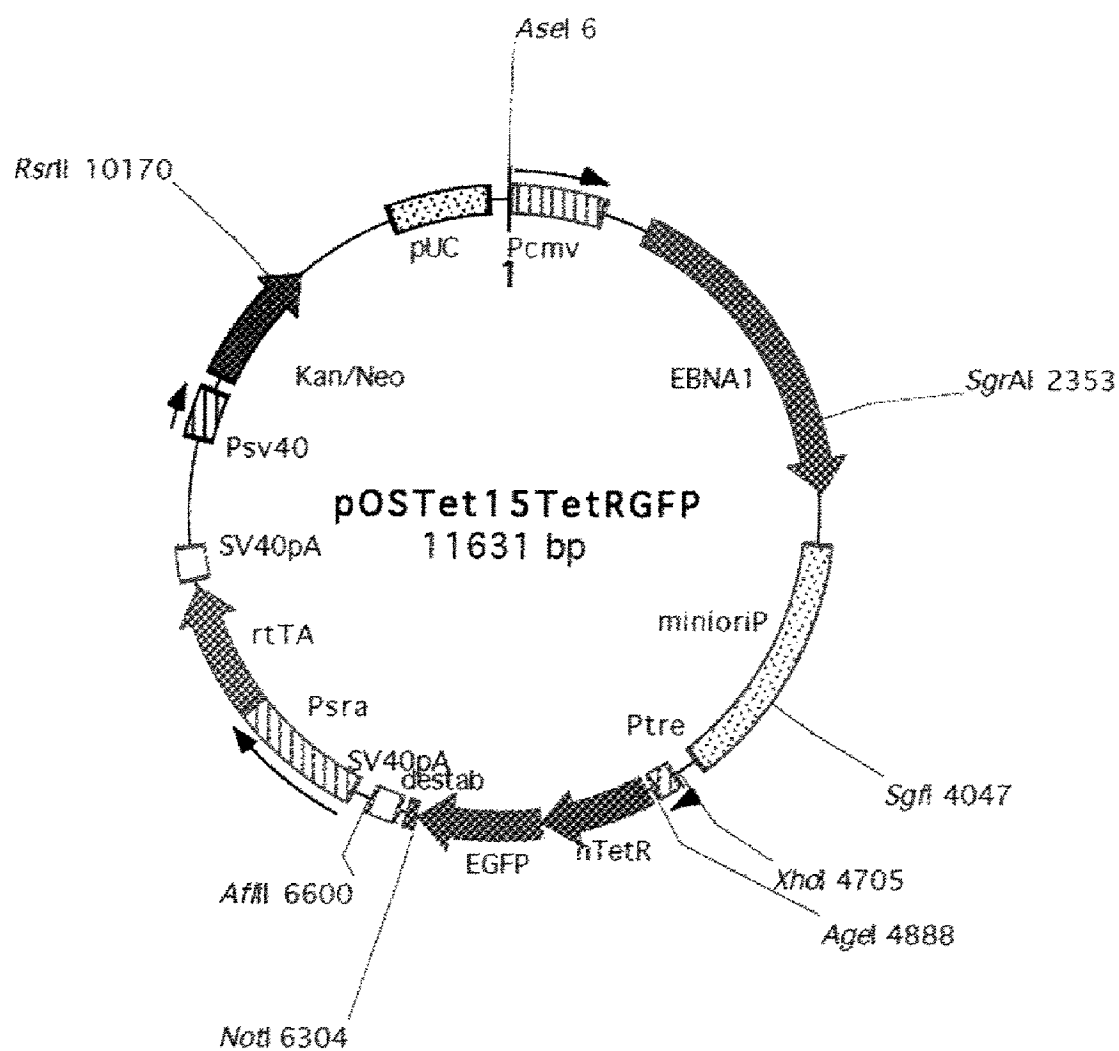 AseI 6
RsrII 10170
pUC
Pcmv
1
Kan/Neo
EBNA1
SgrAI 2353
Psv40
pOSTet15TetRGFP
11631 bp
SV40pA
minioriP
rtTA
Psra
Ptre
SV40pA
destab
SgfI 4047
EGFP
nTetR
XhoI 4705
AflII 6600
AgeI 4888
NotI 6304